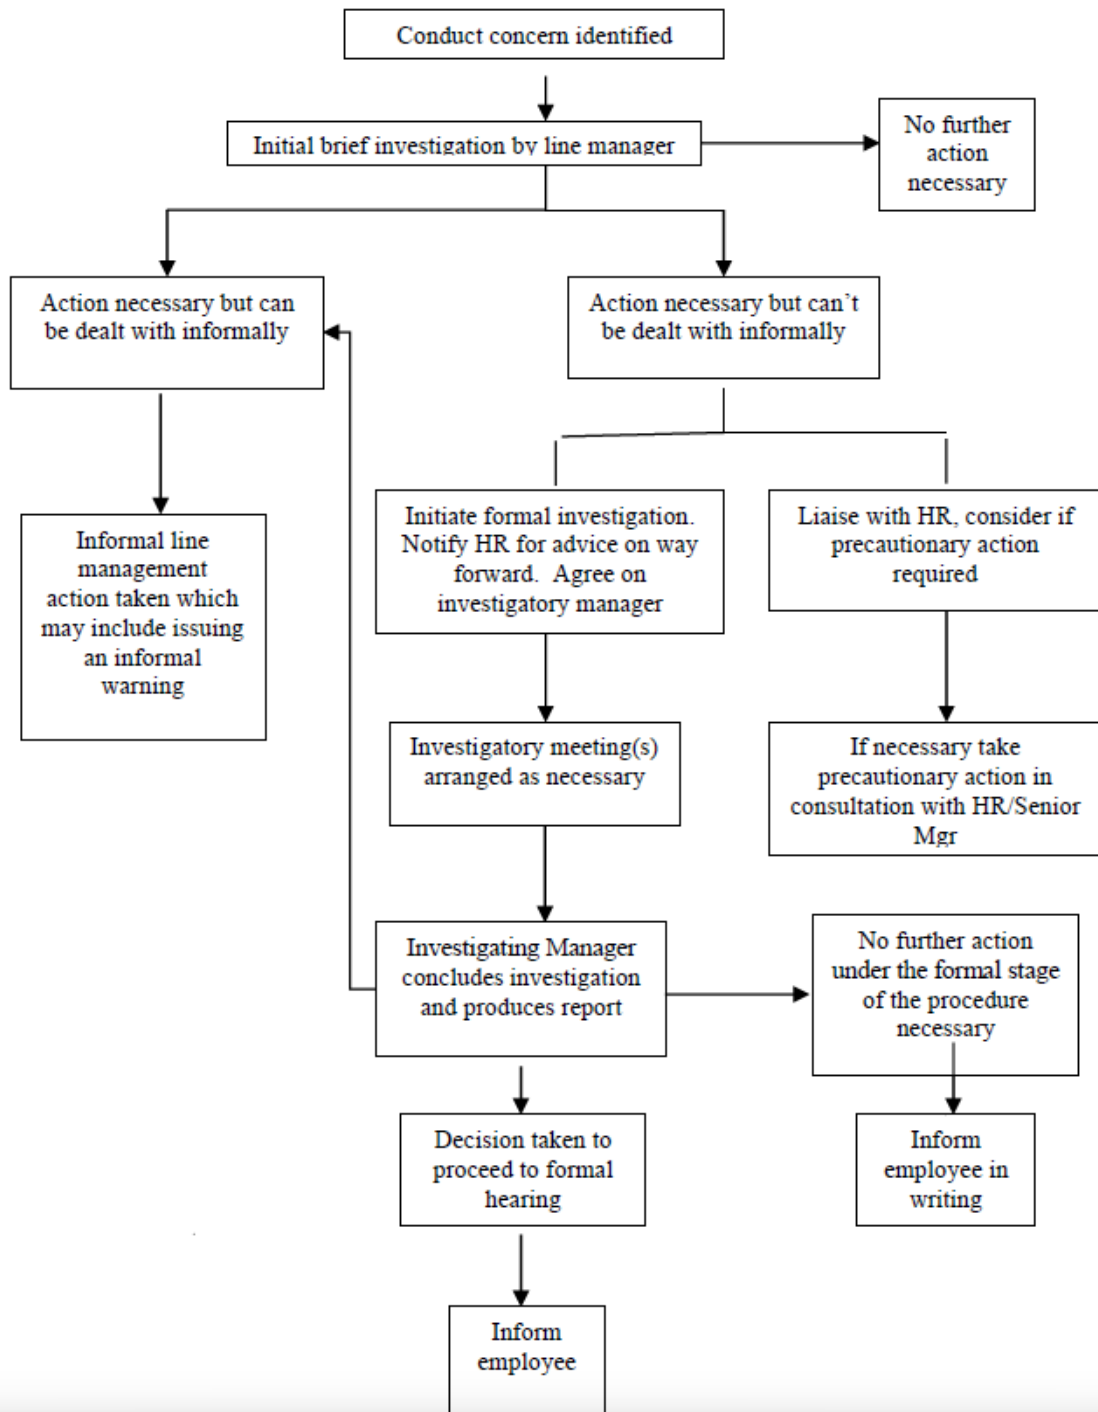 Conduct concern identified
Initial brief investigation by line manager
No further
action
necessary
Action necessary but can
be dealt with informally
Action necessary but can’t
be dealt with informally
Informal line
management
action taken which
may include issuing
an informal
warning
Initiate formal investigation.
Notify HR for advice on way
forward.  Agree on
investigatory manager
Liaise with HR, consider if
precautionary action
required
Investigatory meeting(s)
arranged as necessary
If necessary take
precautionary action in
consultation with HR/Senior
Mgr
Investigating Manager
concludes investigation
and produces report
No further action
under the formal stage
of the procedure
necessary
Decision taken to
proceed to formal
hearing
Inform
employee in
writing
Inform
employee